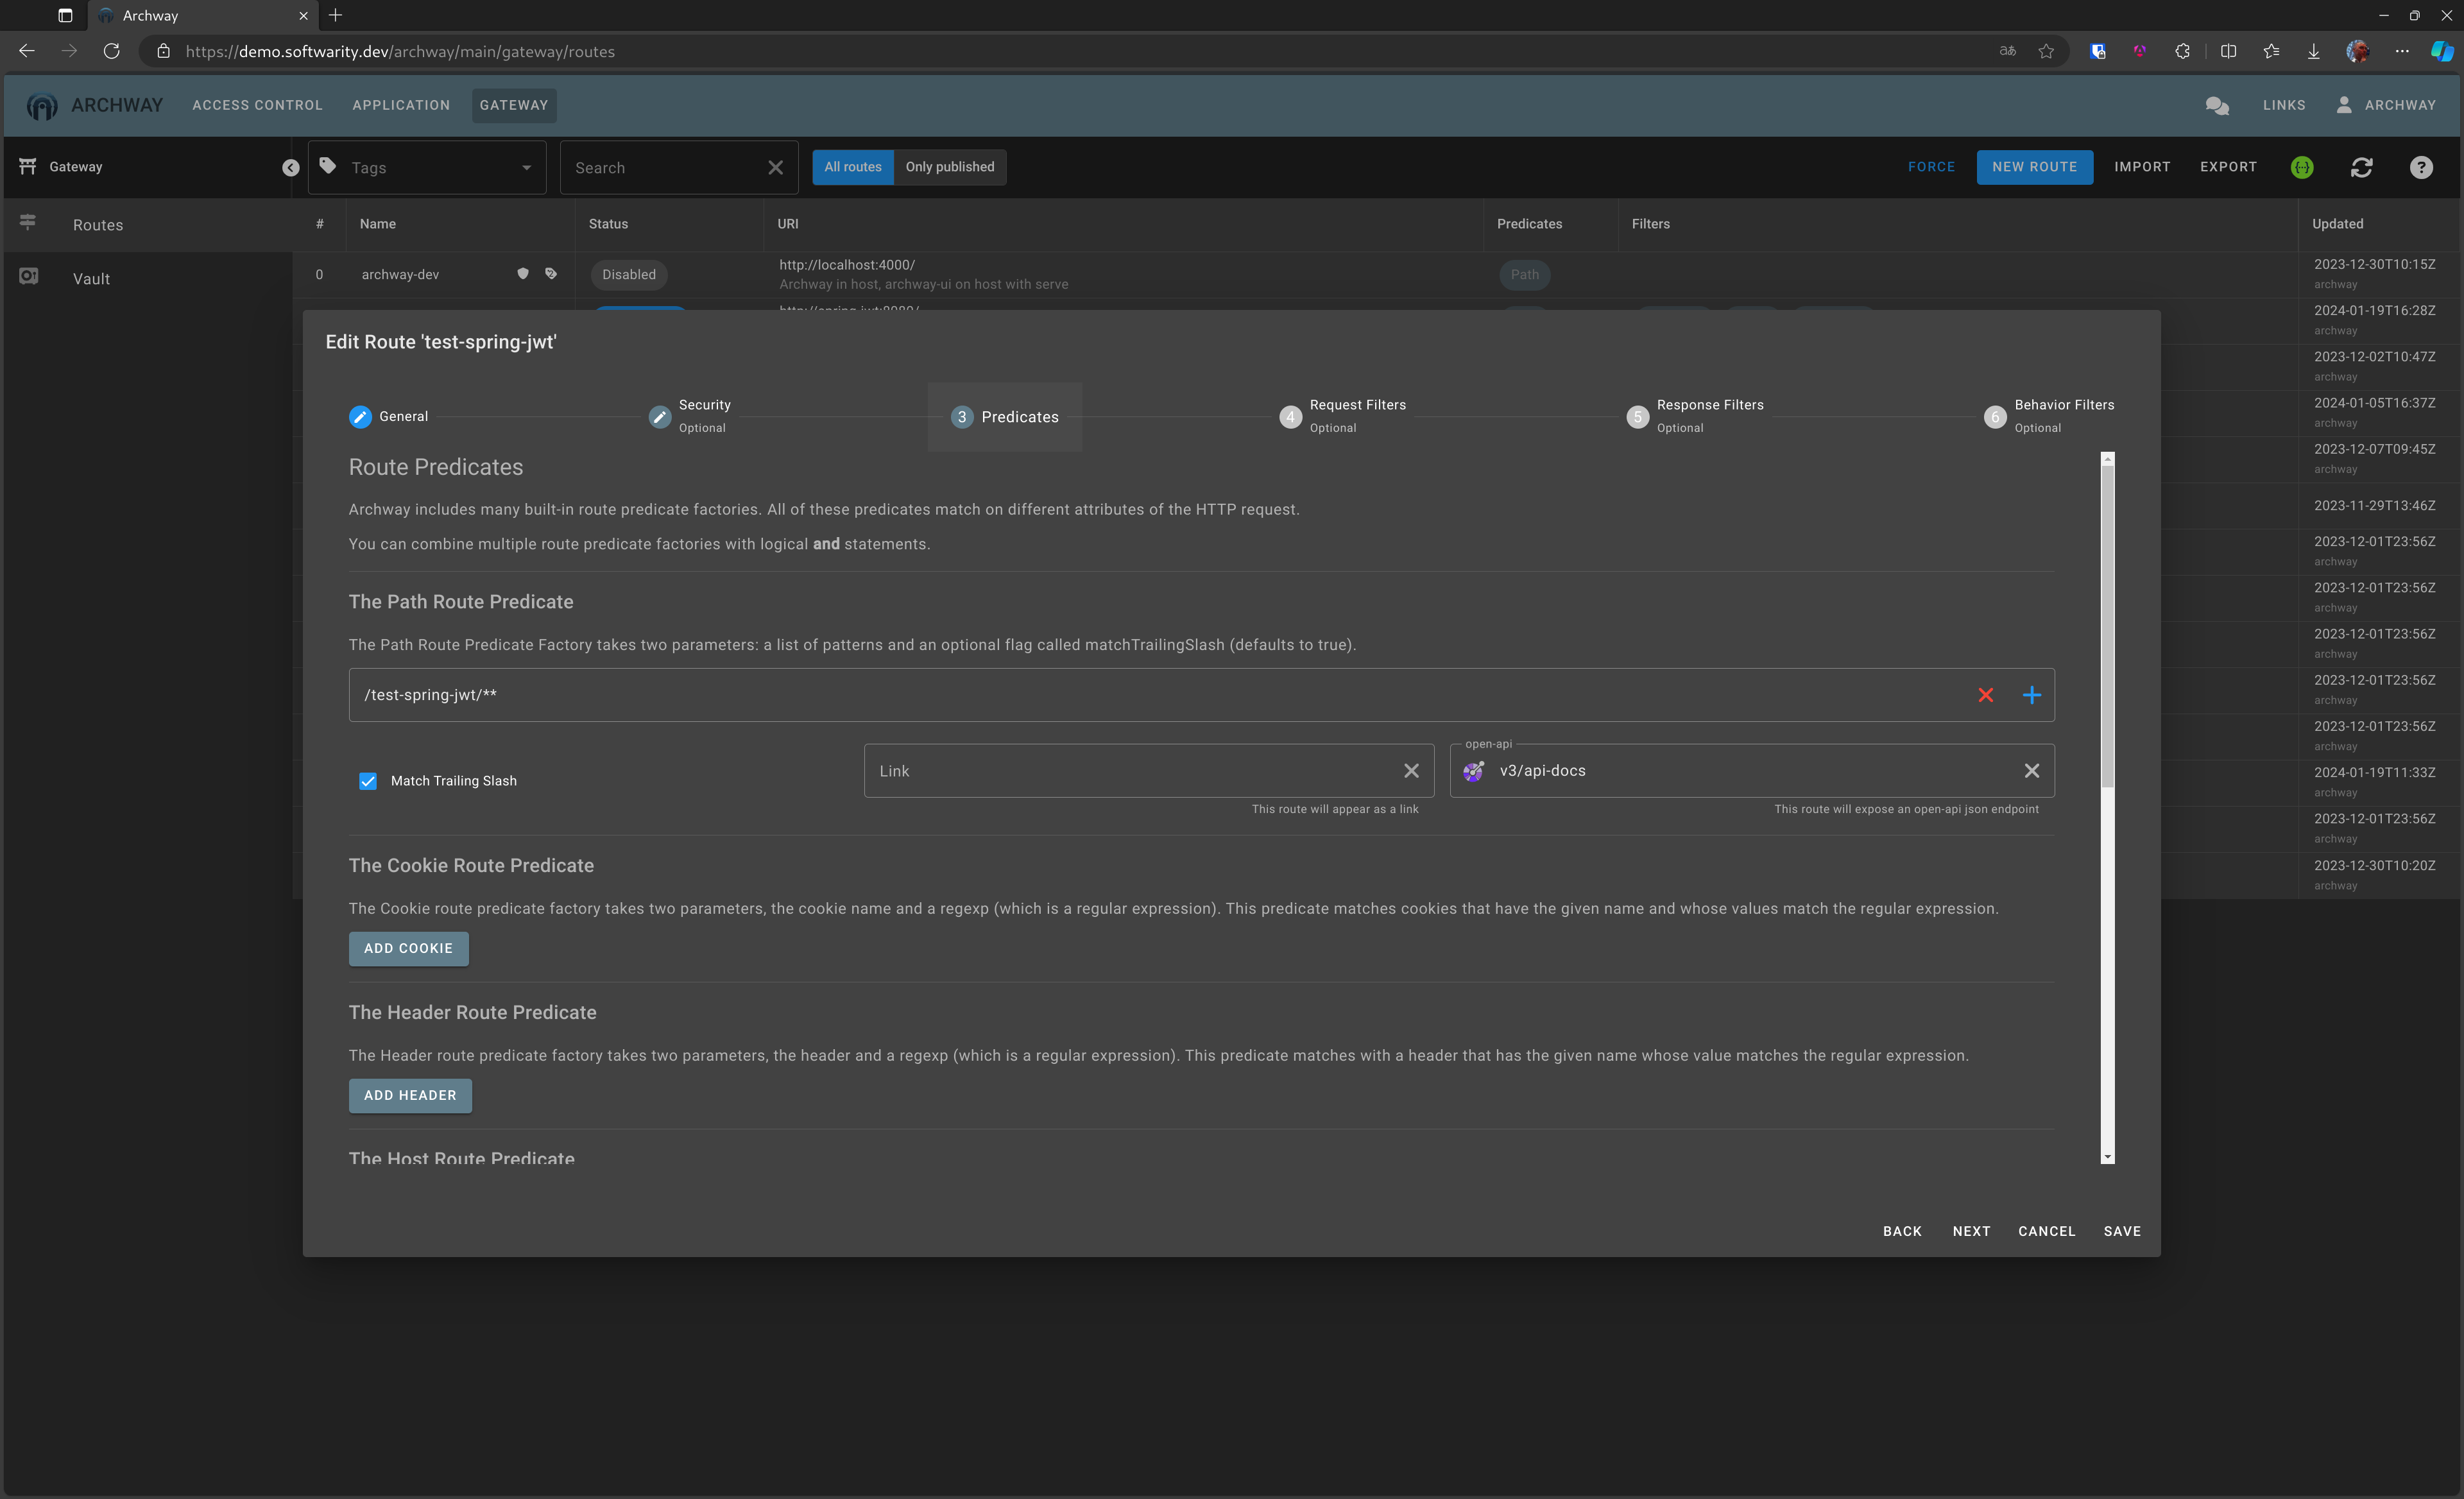 Archway
https://demo.softwarity.dev/archway/main/gateway/routes
ARCHWAY ACCESS CONTROL APPLICATION GATEWAY LINKS ARCHWAY
Gateway Tags Search All routes Only published FORCE NEW ROUTE IMPORT EXPORT
Routes
Vault
# Name Status URI Predicates Filters Updated
0 archway-dev Disabled http://localhost:4000/ Path 2023-12-30T10:15Z
Archway in host, archway-ui on host with serve archway
http://spring-jwt:8080/ 2024-01-19T16:28Z
archway
2023-12-02T10:47Z
archway
2024-01-05T16:37Z
archway
2023-12-07T09:45Z
archway
2023-11-29T13:46Z
2023-12-01T23:56Z
archway
2023-12-01T23:56Z
archway
2023-12-01T23:56Z
archway
2023-12-01T23:56Z
archway
2023-12-01T23:56Z
archway
2024-01-19T11:33Z
archway
2023-12-01T23:56Z
archway
2023-12-30T10:20Z
archway
Edit Route 'test-spring-jwt'
General
Security
Optional
3 Predicates
4 Request Filters
Optional
5 Response Filters
Optional
6 Behavior Filters
Optional
Route Predicates
Archway includes many built-in route predicate factories. All of these predicates match on different attributes of the HTTP request.
You can combine multiple route predicate factories with logical and statements.
The Path Route Predicate
The Path Route Predicate Factory takes two parameters: a list of patterns and an optional flag called matchTrailingSlash (defaults to true).
/test-spring-jwt/**
Match Trailing Slash
Link
This route will appear as a link
open-api
v3/api-docs
This route will expose an open-api json endpoint
The Cookie Route Predicate
The Cookie route predicate factory takes two parameters, the cookie name and a regexp (which is a regular expression). This predicate matches cookies that have the given name and whose values match the regular expression.
ADD COOKIE
The Header Route Predicate
The Header route predicate factory takes two parameters, the header and a regexp (which is a regular expression). This predicate matches with a header that has the given name whose value matches the regular expression.
ADD HEADER
The Host Route Predicate
BACK NEXT CANCEL SAVE